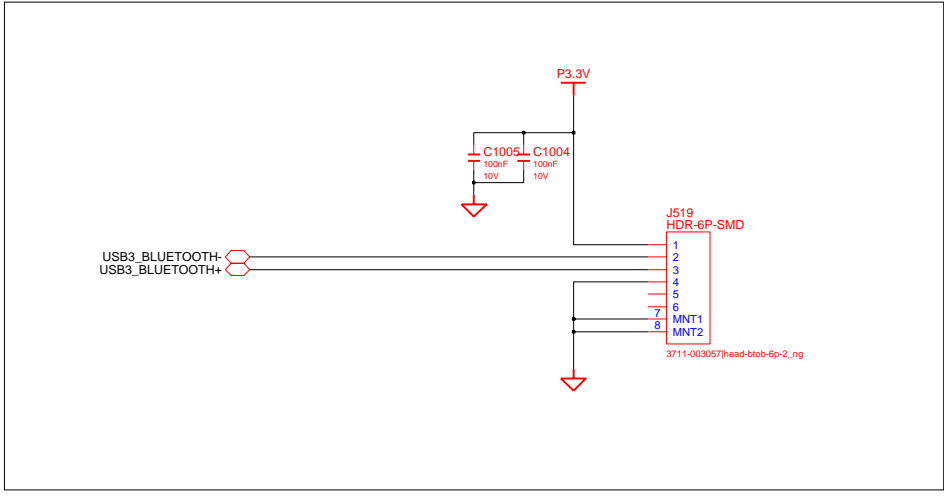 P3.3V
C1005 C1004
100nF 100nF
10V 10V
J519
HDR-6P-SMD
1
USB3_BLUETOOTH- 2
USB3_BLUETOOTH+ 3
4
5
6
7 MNT1
8 MNT2
3711-003057|head-btob-6p-2_ng